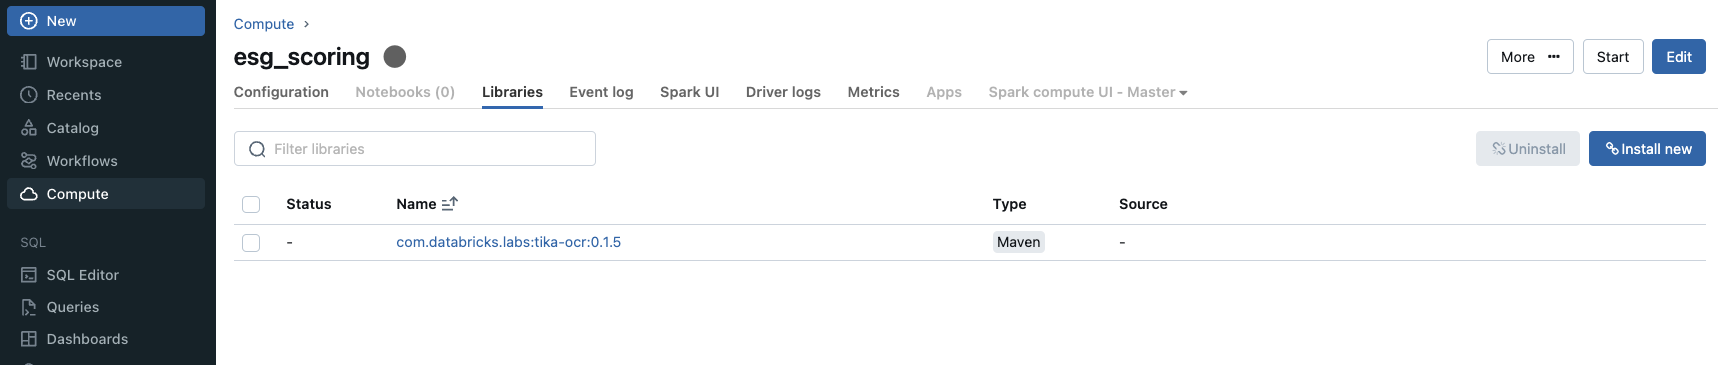 New
Workspace
Recents
Catalog
Workflows
Compute
SQL
SQL Editor
Queries
Dashboards
Compute ›
esg_scoring
More ···
Start
Edit
Configuration Notebooks (0) Libraries Event log Spark UI Driver logs Metrics Apps Spark compute UI - Master
Filter libraries
Uninstall
Install new
Status Name Type Source
- com.databricks.labs:tika-ocr:0.1.5 Maven -